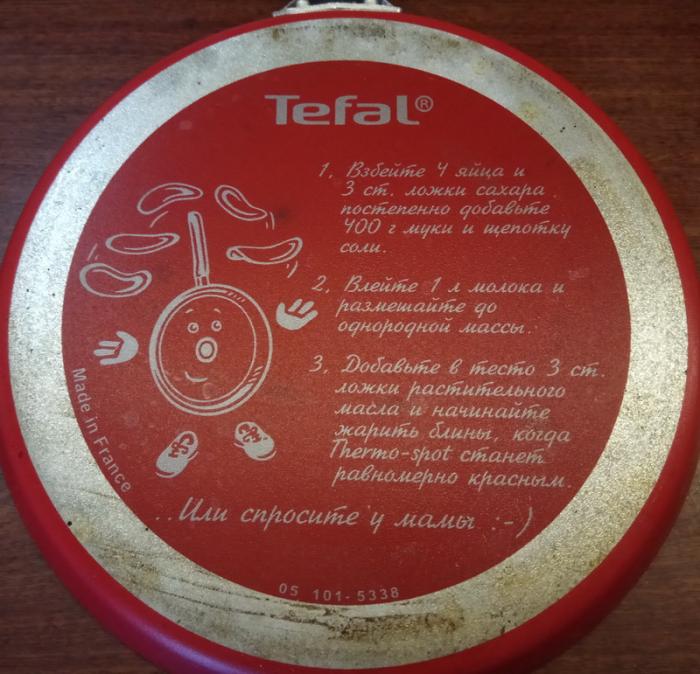 Tefal®
1. Взбейте 4 яйца и
3 ст. ложки сахара,
постепенно добавьте
400 г муки и щепотку
соли.
2. Влейте 1 л молока и
размешайте до
однородной массы.
3. Добавьте в тесто 3 ст.
ложки растительного
масла и начинайте
жарить блины, когда
Thermo-spot станет
равномерно красным.
...Или спросите у мамы :-)
Made in France
05 101-5338